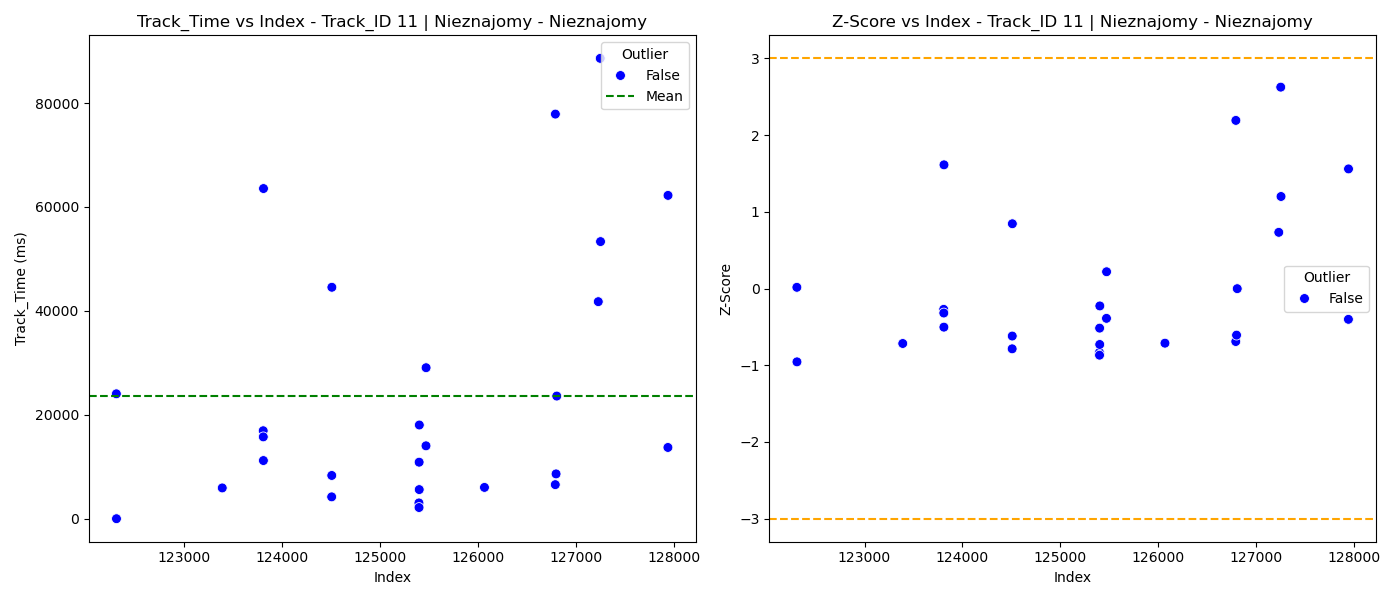 Track_Time vs Index - Track_ID 11 | Nieznajomy - Nieznajomy
Outlier
False
Mean
80000
60000
40000
20000
0
Track_Time (ms)
123000 124000 125000 126000 127000 128000
Index
Z-Score vs Index - Track_ID 11 | Nieznajomy - Nieznajomy
3
2
1
0
−1
−2
−3
Z-Score
Outlier
False
123000 124000 125000 126000 127000 128000
Index